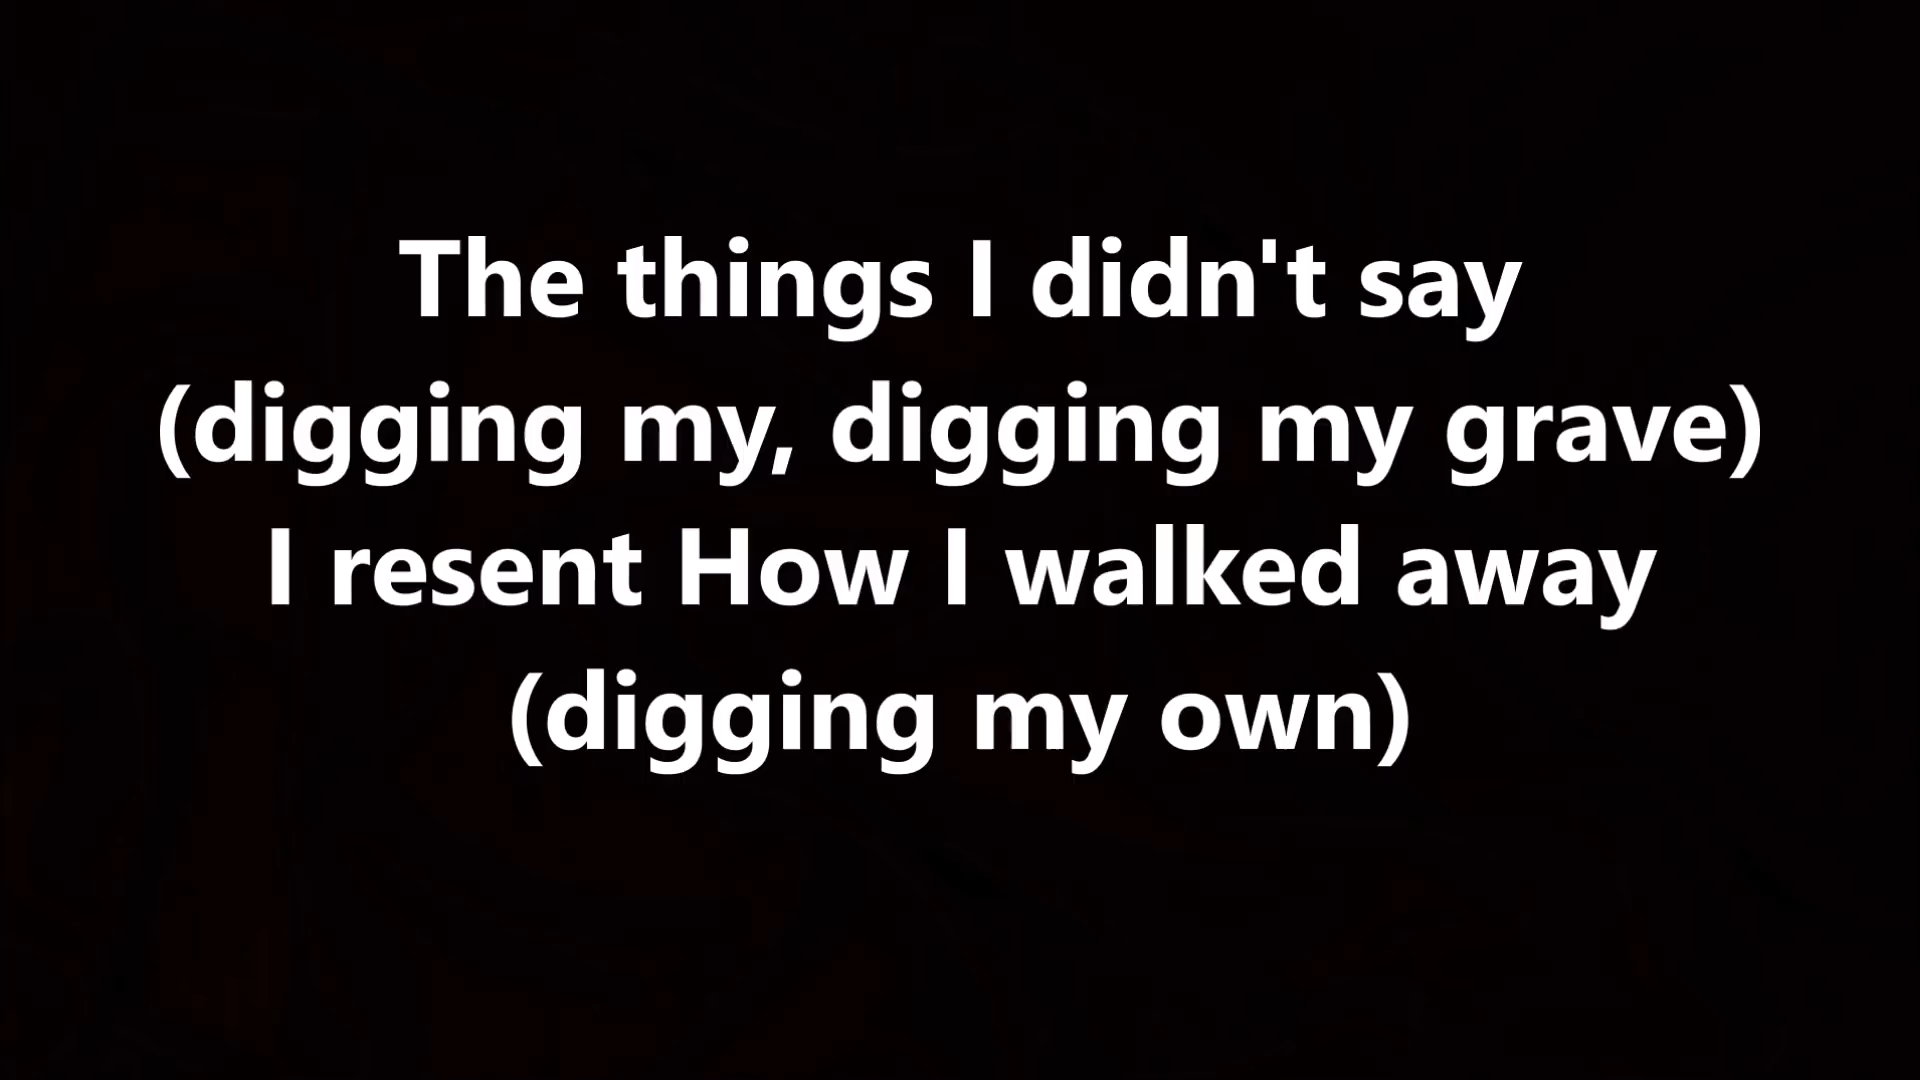 The things I didn't say
(digging my, digging my grave)
I resent How I walked away
(digging my own)